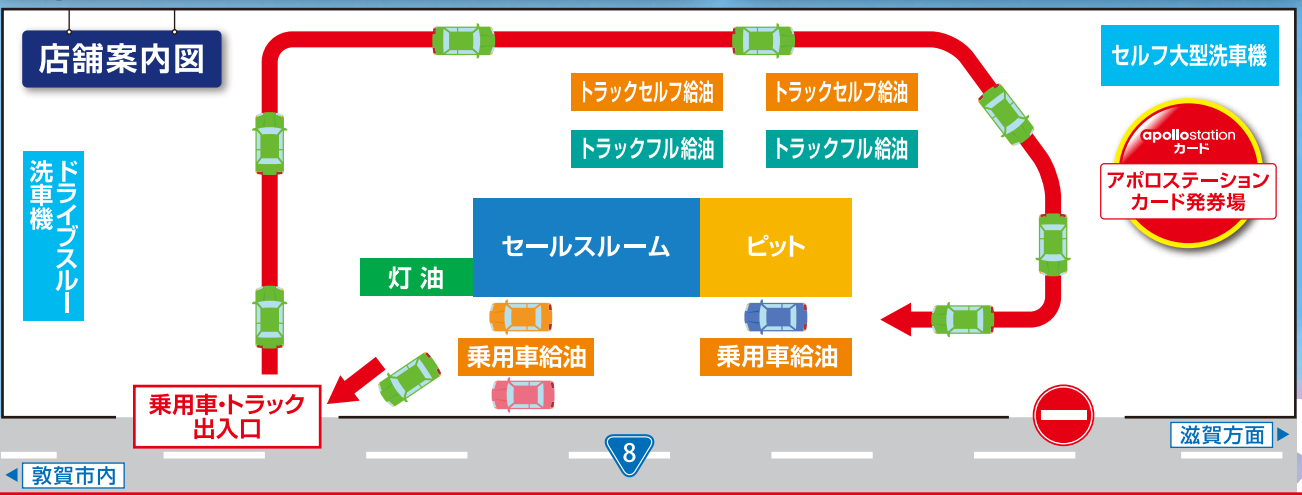 店舗案内図
セルフ大型洗車機
トラックセルフ給油
トラックセルフ給油
トラックフル給油
トラックフル給油
apollostation
カード
アポロステーション
カード発券場
ドライブスルー
洗車機
セールスルーム
ピット
灯油
乗用車給油
乗用車給油
乗用車・トラック
出入口
8
滋賀方面▶
◀敦賀市内